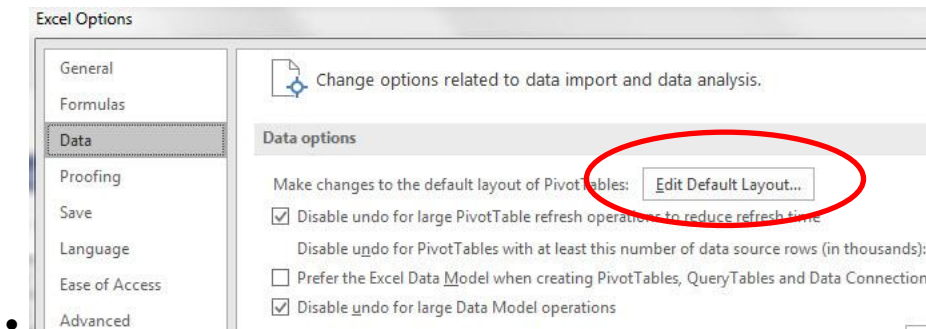 Excel Options
General
Formulas
Data
Proofing
Save
Language
Ease of Access
Advanced
Change options related to data import and data analysis.
Data options
Make changes to the default layout of PivotTables: Edit Default Layout...
Disable undo for large PivotTable refresh operations to reduce refresh time
Disable undo for PivotTables with at least this number of data source rows (in thousands):
Prefer the Excel Data Model when creating PivotTables, QueryTables and Data Connection
Disable undo for large Data Model operations